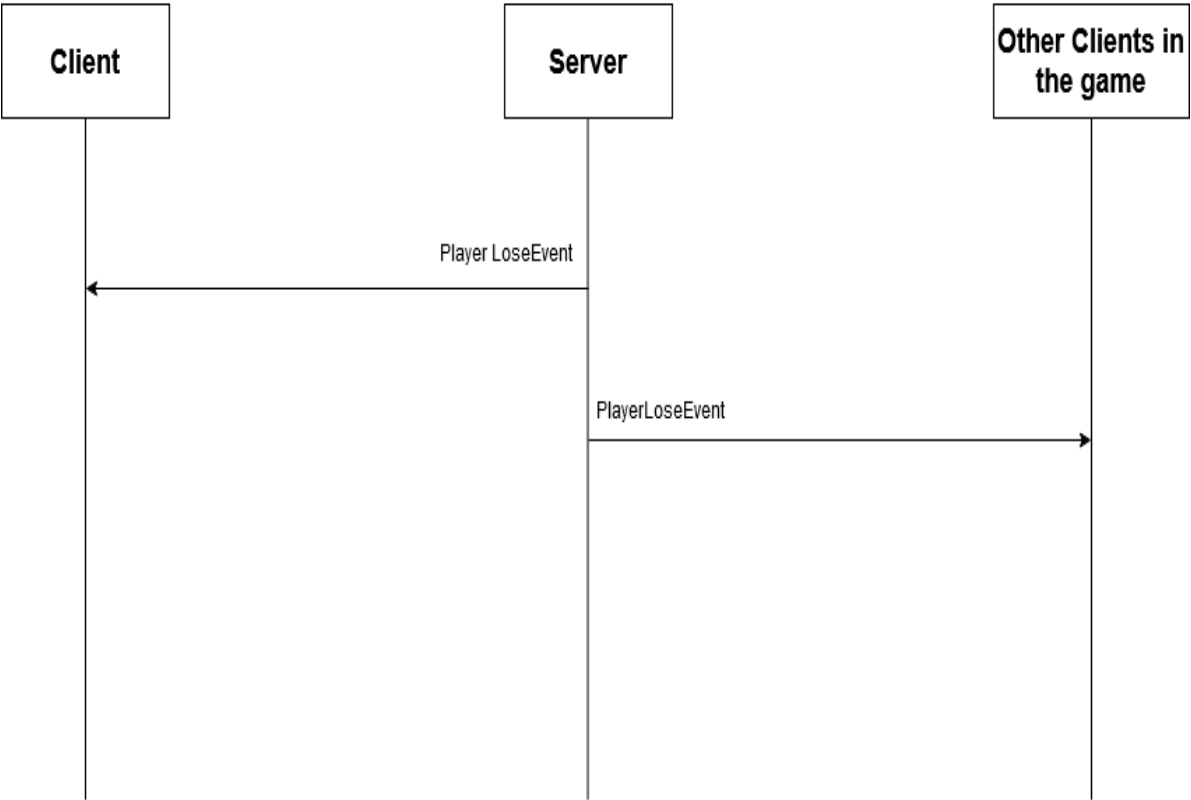 Client
Server
Other Clients in
the game
Player LoseEvent
PlayerLoseEvent